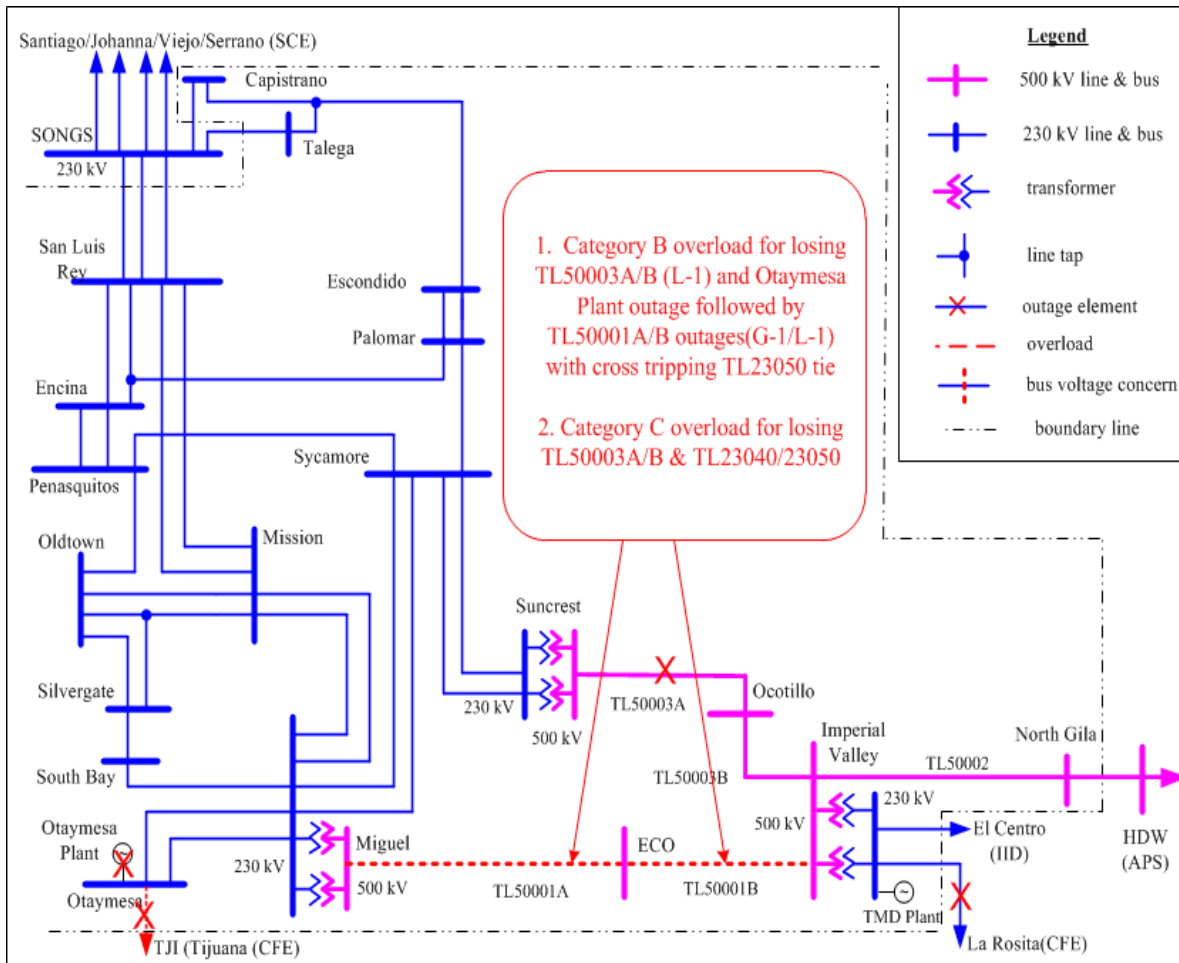 Santiago/Johanna/Viejo/Serrano (SCE)
Capistrano
SONGS
230 kV
Talega
San Luis
Rey
Escondido
Palomar
Encina
Penasquitos
Sycamore
Oldtown
Mission
Silvergate
South Bay
Otaymesa
Plant
Otaymesa
TJI (Tijuana (CFE)
230 kV
Miguel
500 kV
Suncrest
230 kV
500 kV
TL50003A
Ocotillo
TL50003B
Imperial
Valley
500 kV
230 kV
TL50002
North Gila
HDW
(APS)
El Centro
(IID)
ECO
TL50001A
TL50001B
TMD Plant
La Rosita(CFE)
1. Category B overload for losing
TL50003A/B (L-1) and Otaymesa
Plant outage followed by
TL50001A/B outages(G-1/L-1)
with cross tripping TL23050 tie
2. Category C overload for losing
TL50003A/B & TL23040/23050
Legend
500 kV line & bus
230 kV line & bus
transformer
line tap
outage element
overload
bus voltage concern
boundary line